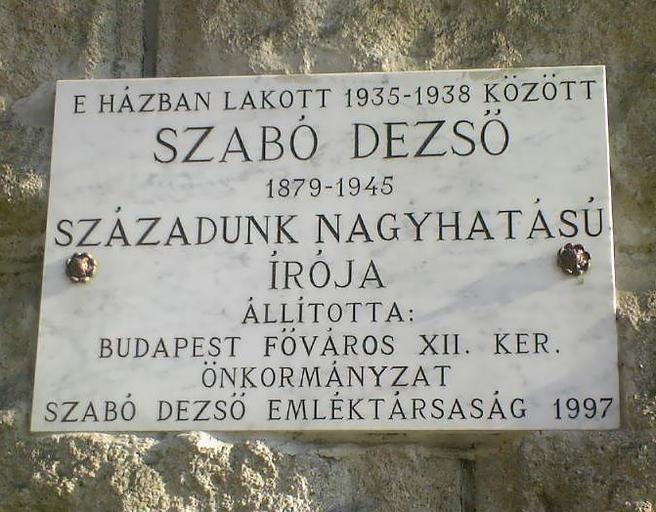 E HÁZBAN LAKOTT 1935-1938 KÖZÖTT
SZABÓ DEZSŐ
1879-1945
SZÁZADUNK NAGYHATÁSÚ
ÍRÓJA
ÁLLÍTOTTA:
BUDAPEST FŐVÁROS XII. KER.
ÖNKORMÁNYZAT
SZABÓ DEZSŐ EMLÉKTÁRSASÁG 1997